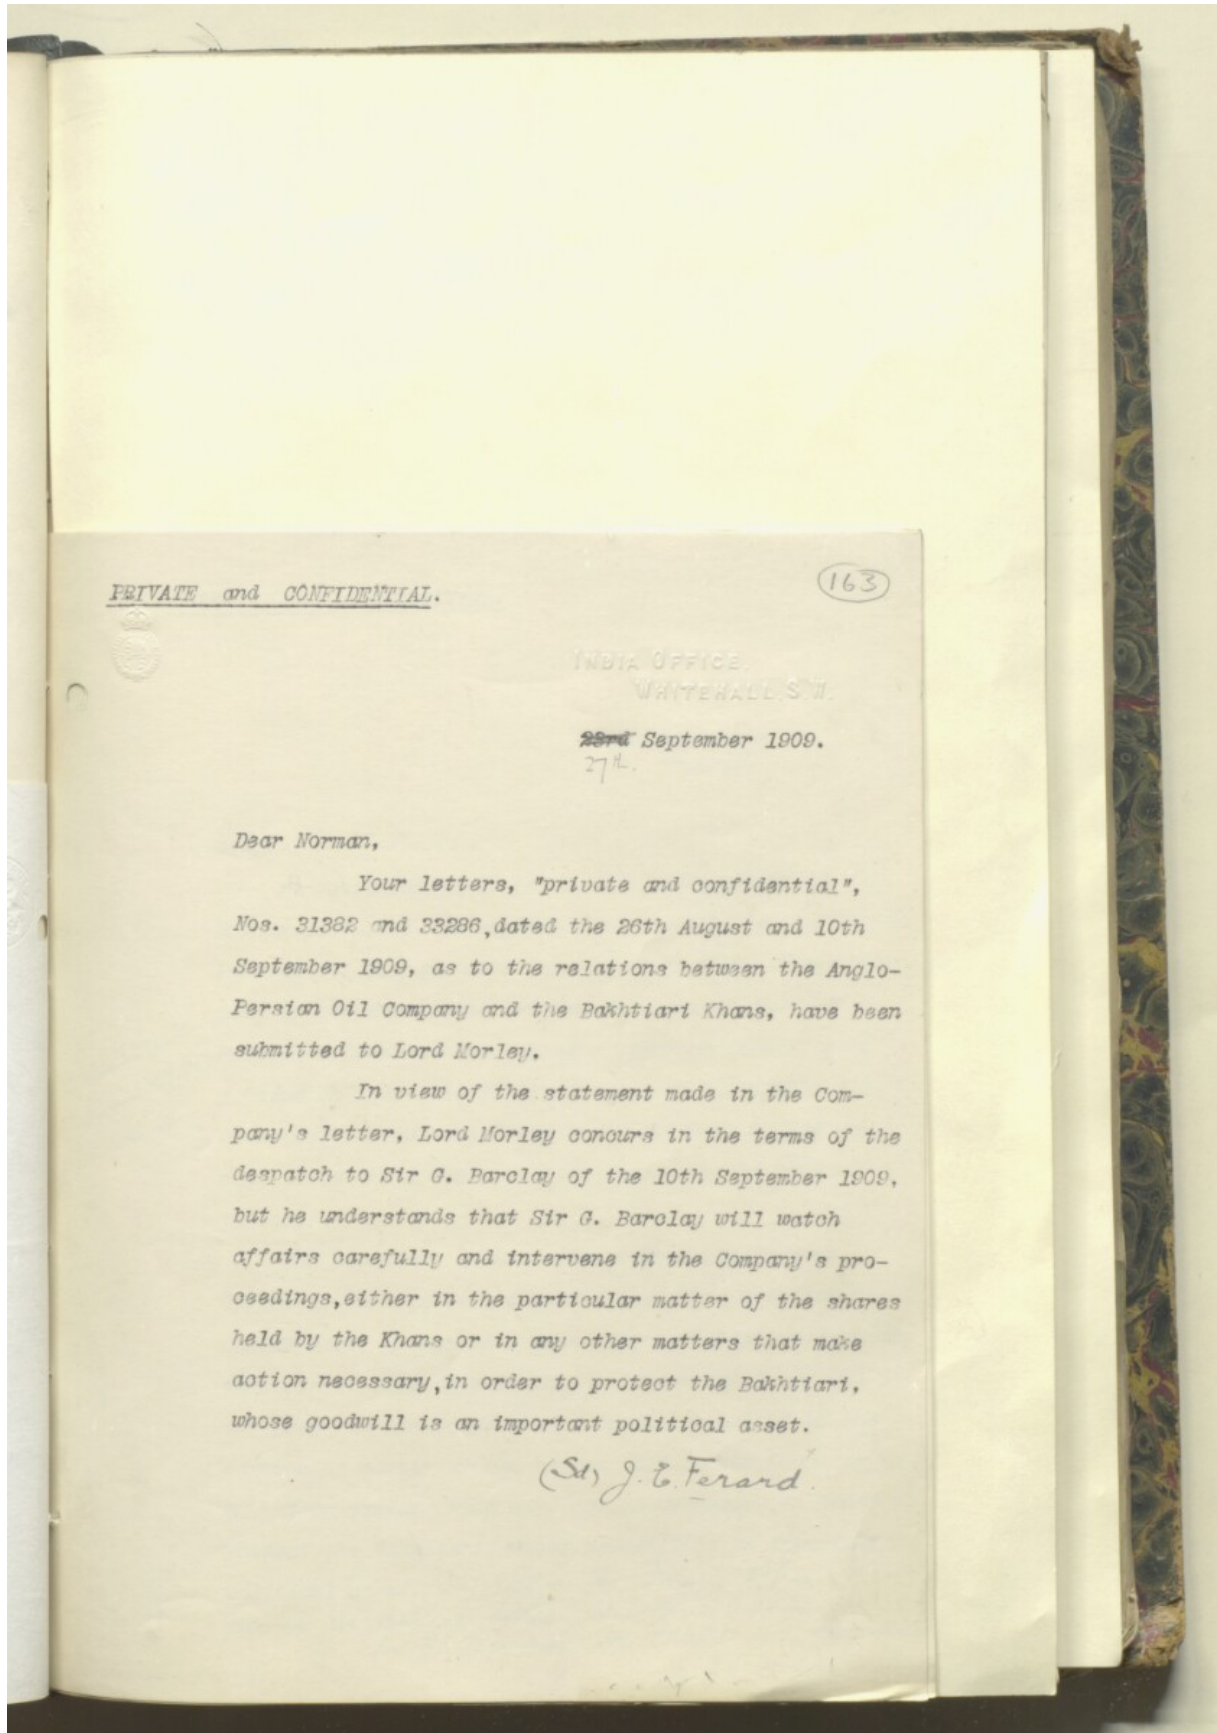 PRIVATE and CONFIDENTIAL.
163
INDIA OFFICE.
WHITEHALL. S.W.
23rd September 1909.
27th.
Dear Norman,
Your letters, "private and confidential",
Nos. 31382 and 33286,dated the 26th August and 10th
September 1909, as to the relations between the Anglo-
Persian Oil Company and the Bakhtiari Khans, have been
submitted to Lord Morley.
In view of the statement made in the Com-
pany's letter, Lord Morley concurs in the terms of the
despatch to Sir G. Barclay of the 10th September 1909,
but he understands that Sir G. Barclay will watch
affairs carefully and intervene in the Company's pro-
ceedings,either in the particular matter of the shares
held by the Khans or in any other matters that make
action necessary,in order to protect the Bakhtiari,
whose goodwill is an important political asset.
(Sd) J. E. Ferard.